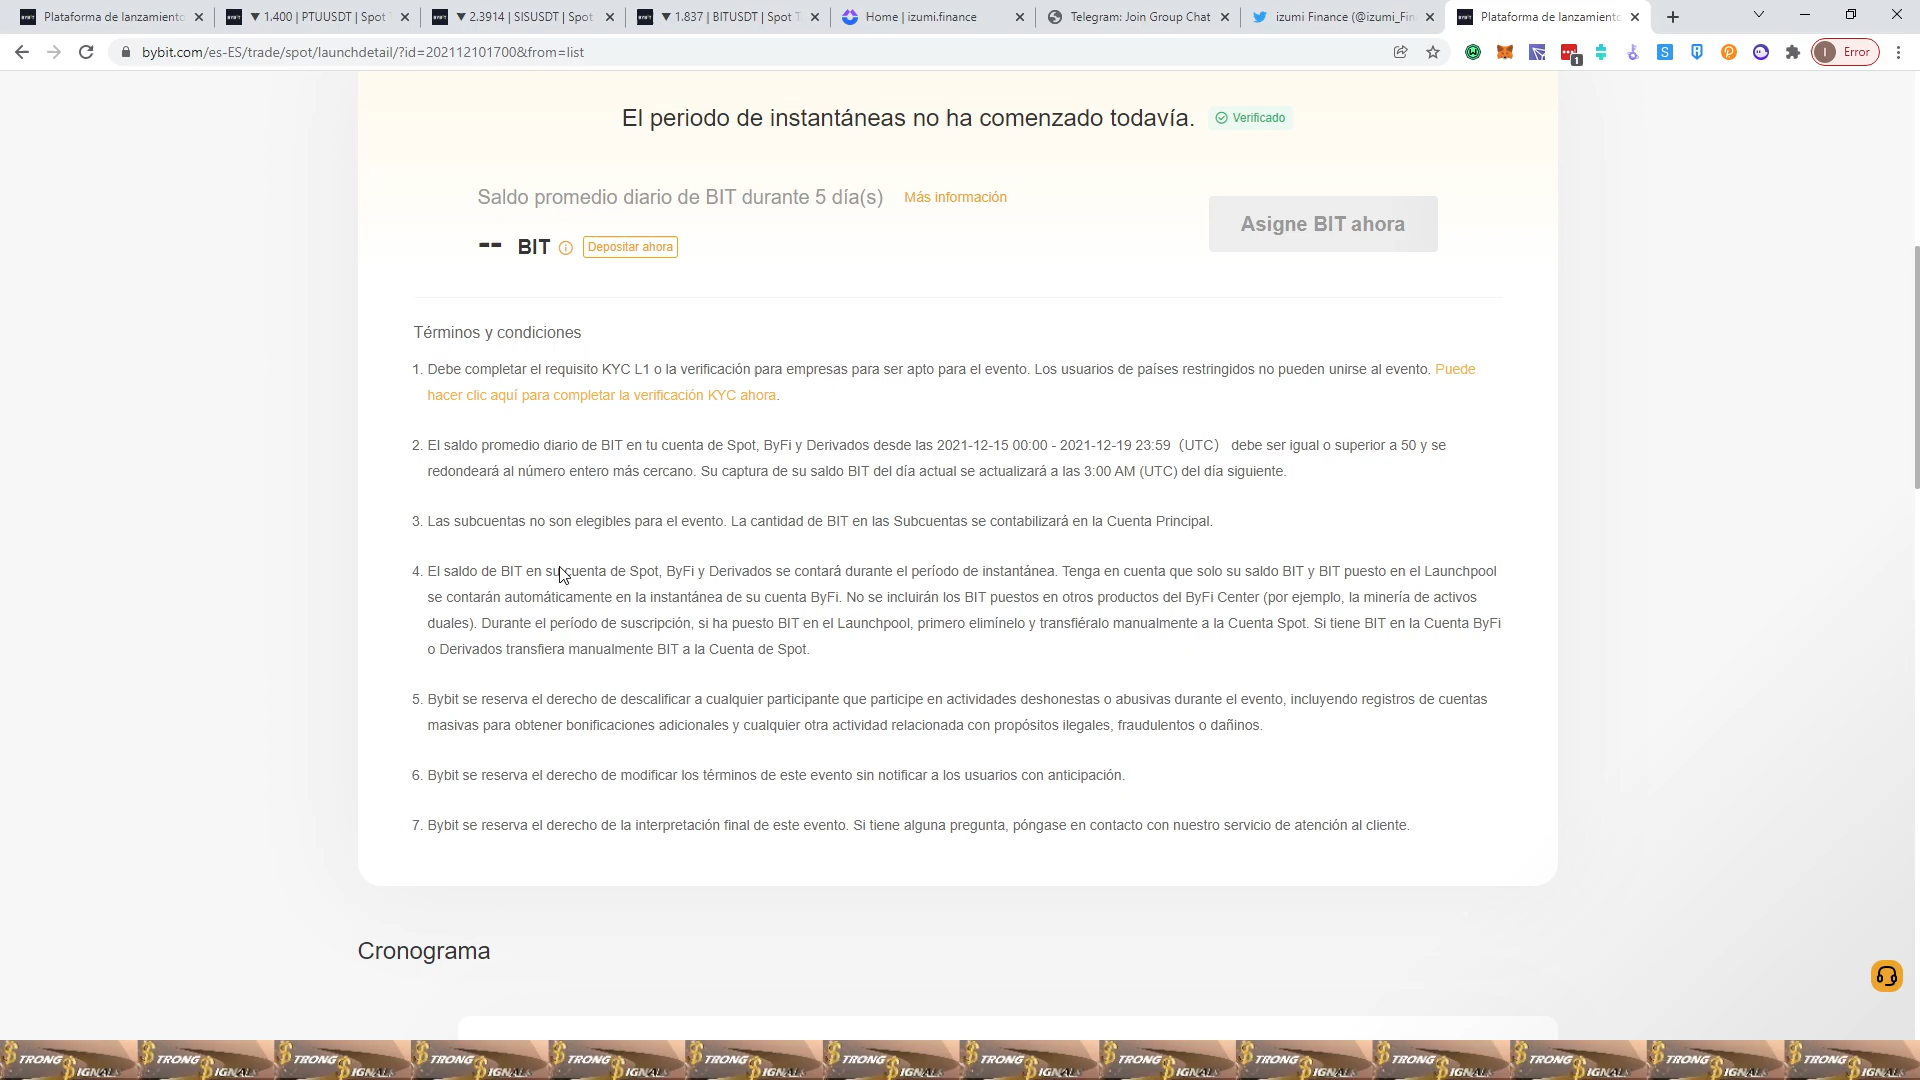 Plataforma de lanzamiento
▼ 1.400 | PTUUSDT | Spot
▼ 2.3914 | SISUSDT | Spot
▼ 1.837 | BITUSDT | Spot T
Home | izumi.finance
Telegram: Join Group Chat
izumi Finance (@izumi_Fin
Plataforma de lanzamiento
bybit.com/es-ES/trade/spot/launchdetail/?id=202112101700&from=list
1
S
I Error
El periodo de instantáneas no ha comenzado todavía. Verificado
Saldo promedio diario de BIT durante 5 día(s) Más información
Asigne BIT ahora
-- BIT Depositar ahora
Términos y condiciones
1. Debe completar el requisito KYC L1 o la verificación para empresas para ser apto para el evento. Los usuarios de países restringidos no pueden unirse al evento. Puede
hacer clic aquí para completar la verificación KYC ahora.
2. El saldo promedio diario de BIT en tu cuenta de Spot, ByFi y Derivados desde las 2021-12-15 00:00 - 2021-12-19 23:59（UTC） debe ser igual o superior a 50 y se
redondeará al número entero más cercano. Su captura de su saldo BIT del día actual se actualizará a las 3:00 AM (UTC) del día siguiente.
3. Las subcuentas no son elegibles para el evento. La cantidad de BIT en las Subcuentas se contabilizará en la Cuenta Principal.
4. El saldo de BIT en su cuenta de Spot, ByFi y Derivados se contará durante el período de instantánea. Tenga en cuenta que solo su saldo BIT y BIT puesto en el Launchpool
se contarán automáticamente en la instantánea de su cuenta ByFi. No se incluirán los BIT puestos en otros productos del ByFi Center (por ejemplo, la minería de activos
duales). Durante el período de suscripción, si ha puesto BIT en el Launchpool, primero elimínelo y transfiéralo manualmente a la Cuenta Spot. Si tiene BIT en la Cuenta ByFi
o Derivados transfiera manualmente BIT a la Cuenta de Spot.
5. Bybit se reserva el derecho de descalificar a cualquier participante que participe en actividades deshonestas o abusivas durante el evento, incluyendo registros de cuentas
masivas para obtener bonificaciones adicionales y cualquier otra actividad relacionada con propósitos ilegales, fraudulentos o dañinos.
6. Bybit se reserva el derecho de modificar los términos de este evento sin notificar a los usuarios con anticipación.
7. Bybit se reserva el derecho de la interpretación final de este evento. Si tiene alguna pregunta, póngase en contacto con nuestro servicio de atención al cliente.
Cronograma